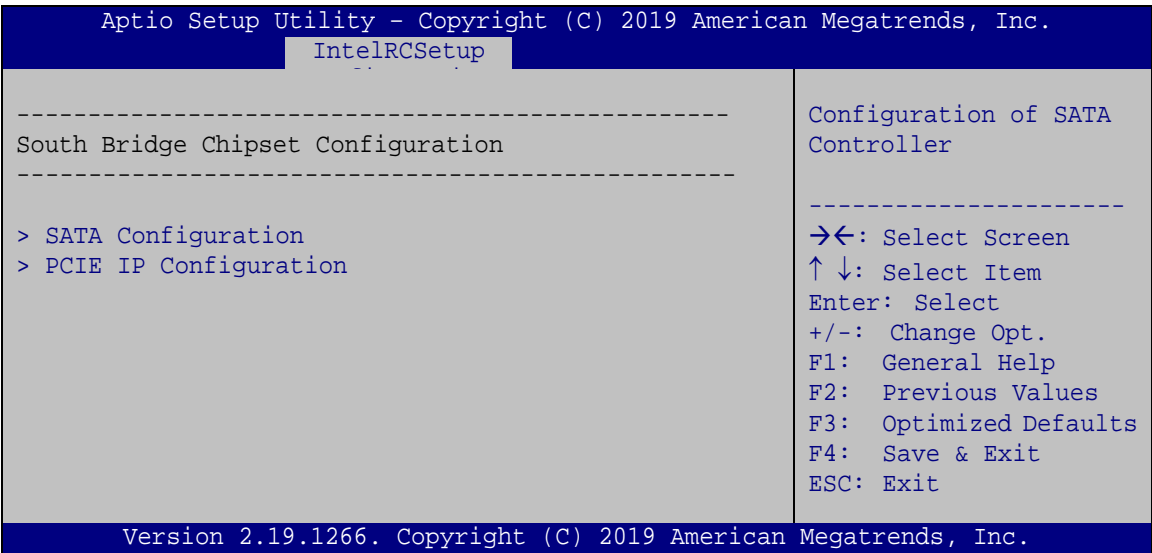 Aptio Setup Utility – Copyright (C) 2019 American Megatrends, Inc.
IntelRCSetup
--------------------------------------------------
South Bridge Chipset Configuration
--------------------------------------------------
> SATA Configuration
> PCIE IP Configuration
Configuration of SATA
Controller
----------------------
→←: Select Screen
↑ ↓: Select Item
Enter: Select
+/-: Change Opt.
F1: General Help
F2: Previous Values
F3: Optimized Defaults
F4: Save & Exit
ESC: Exit
Version 2.19.1266. Copyright (C) 2019 American Megatrends, Inc.